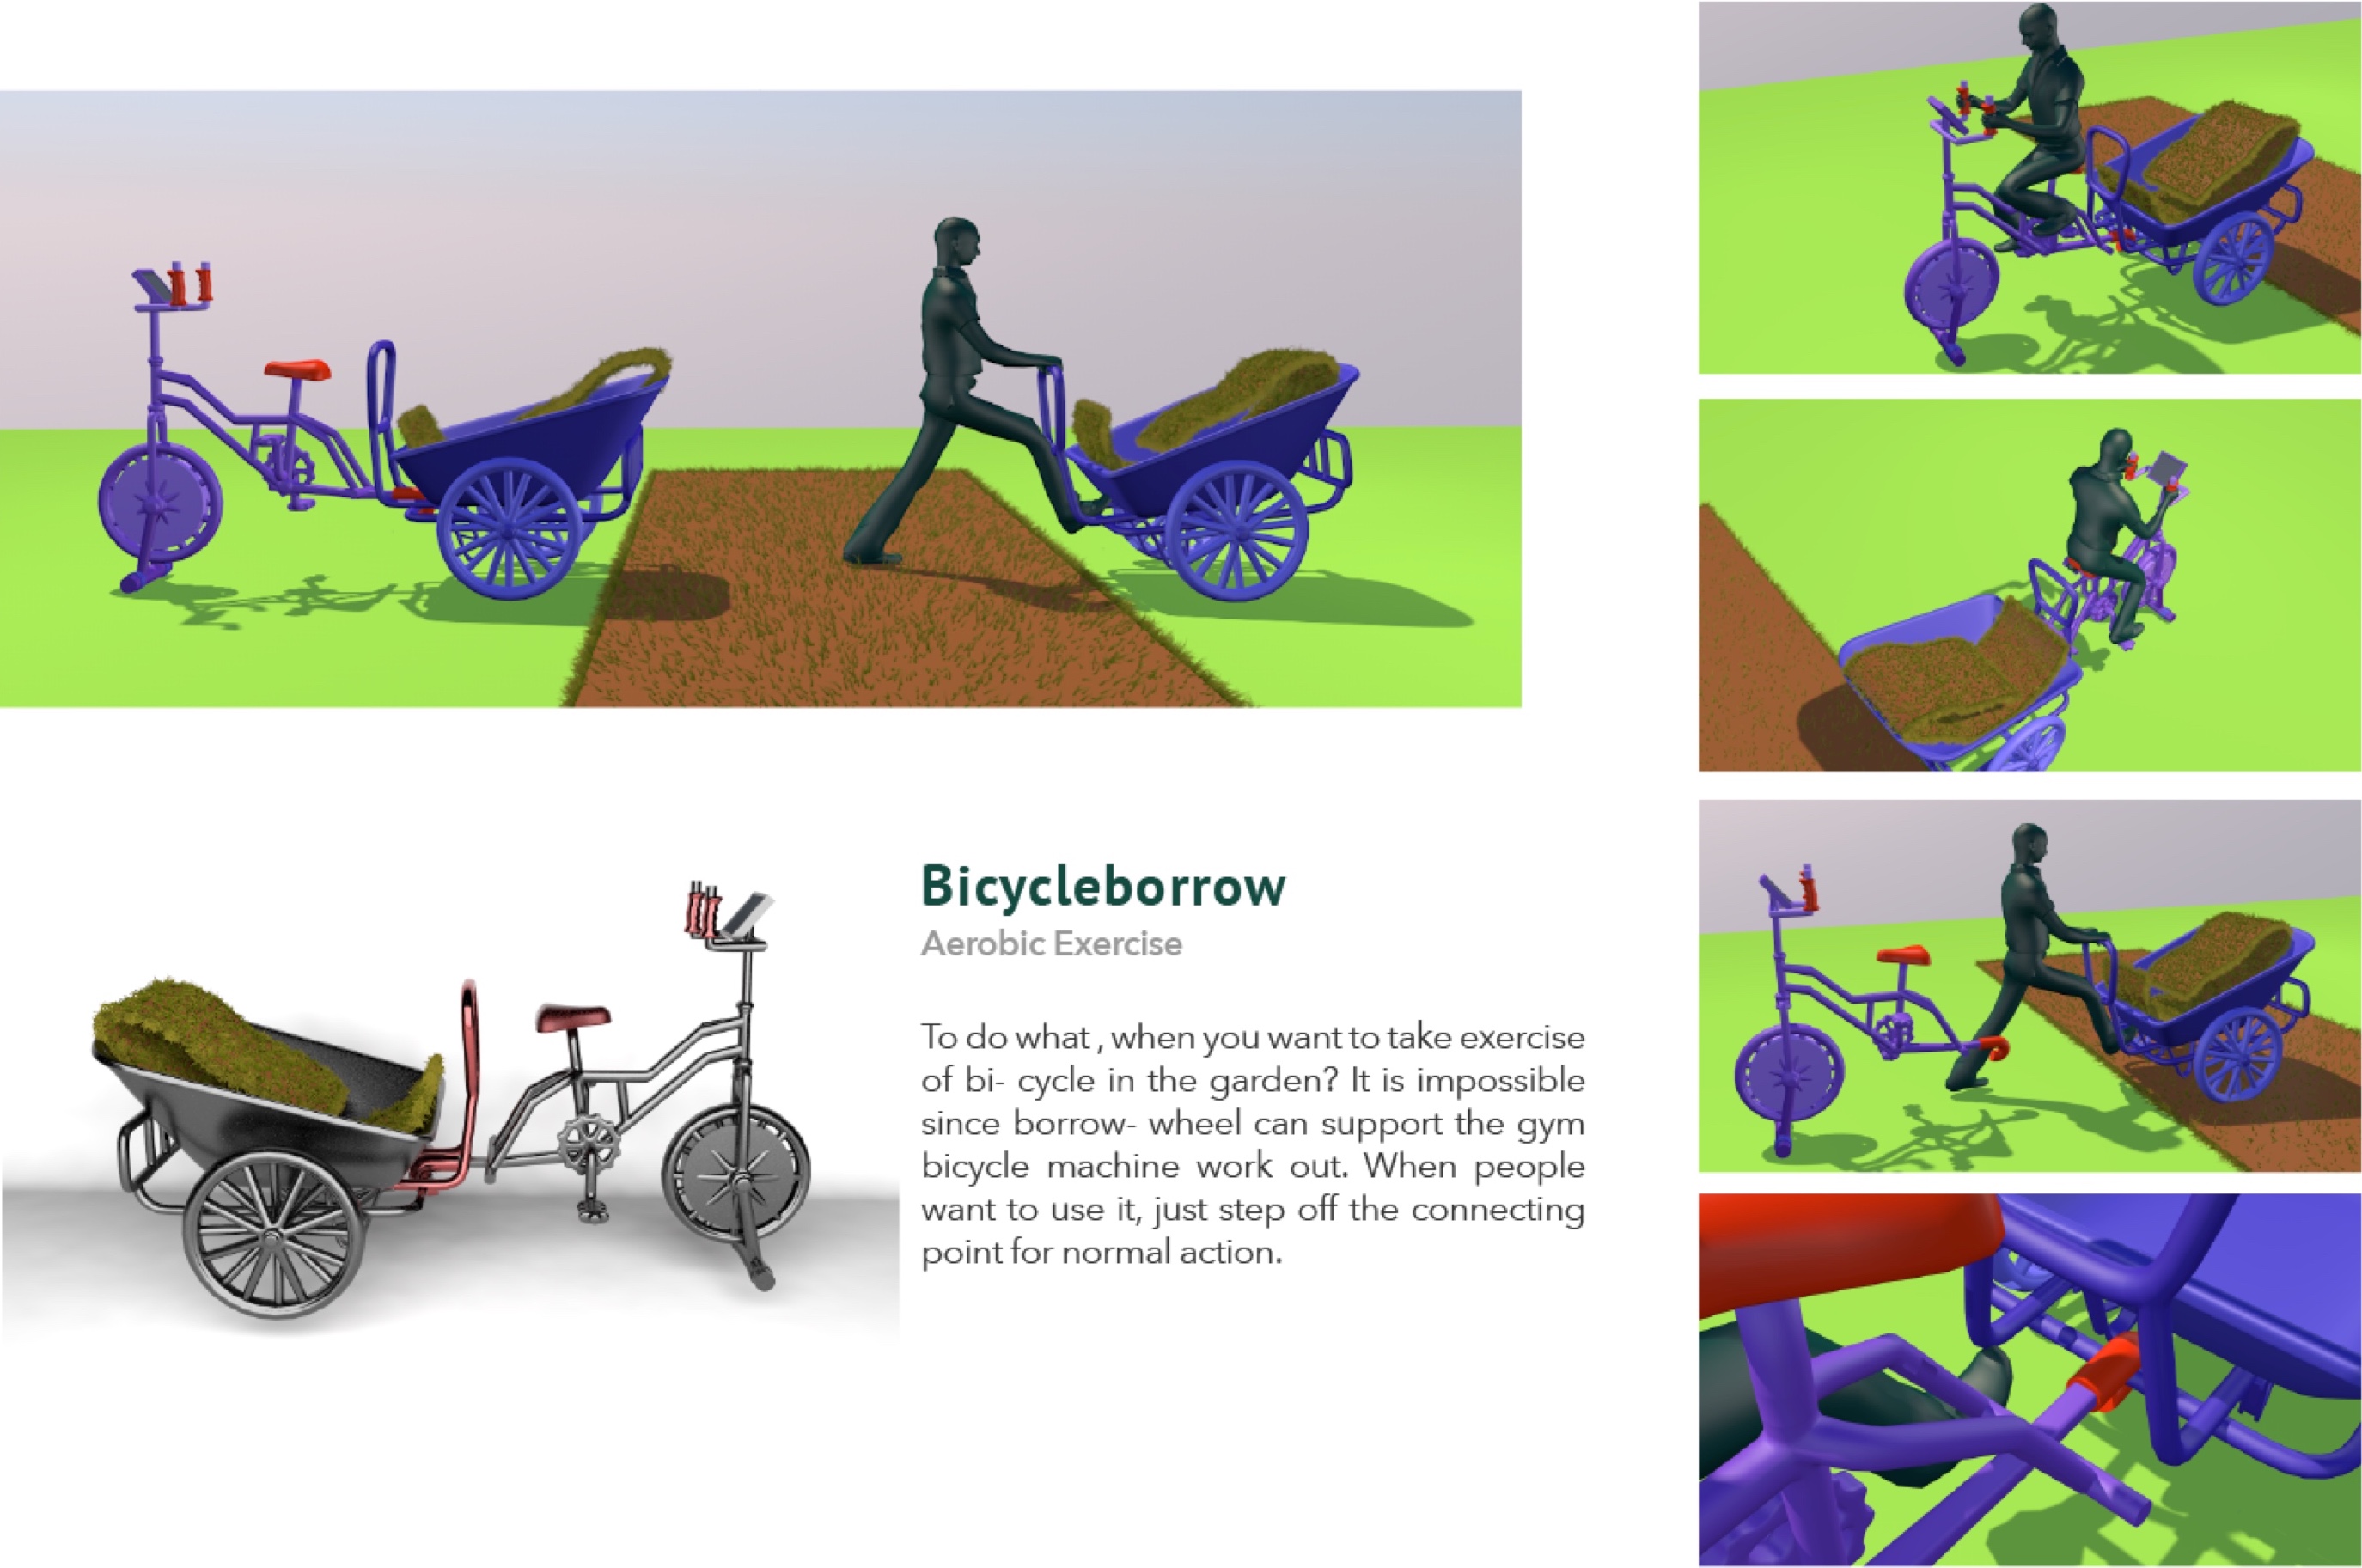 Bicycleborrow
Aerobic Exercise
To do what , when you want to take exercise
of bi- cycle in the garden? It is impossible
since borrow- wheel can support the gym
bicycle machine work out. When people
want to use it, just step off the connecting
point for normal action.